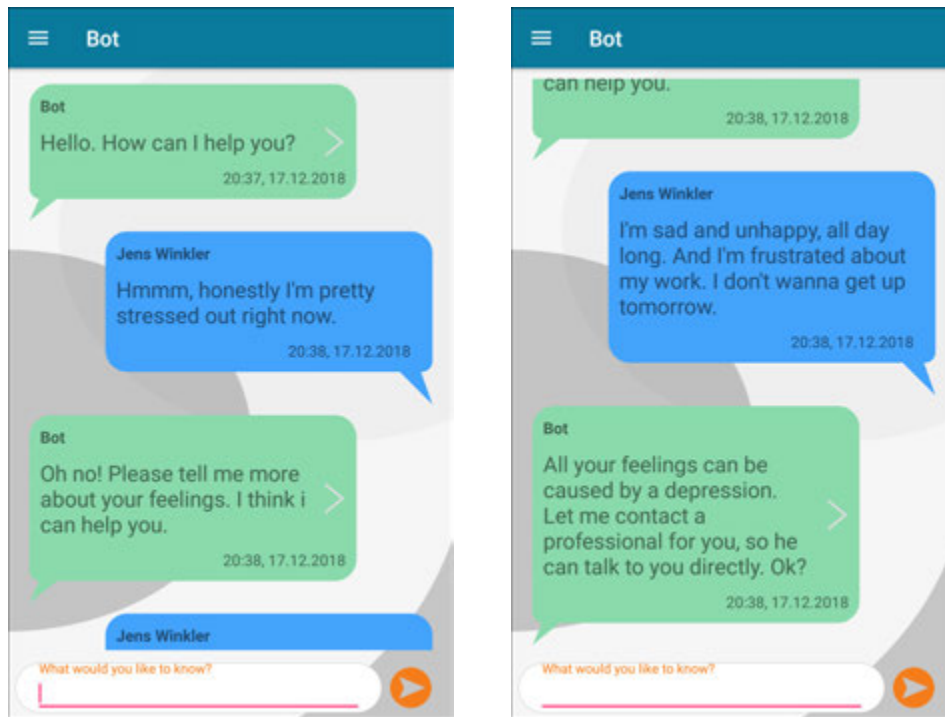 Bot
Bot
Hello. How can I help you?
20:37, 17.12.2018
Jens Winkler
Hmmm, honestly I'm pretty
stressed out right now.
20:38, 17.12.2018
Bot
Oh no! Please tell me more
about your feelings. I think i
can help you.
20:38, 17.12.2018
Jens Winkler
What would you like to know?
Bot
can help you.
20:38, 17.12.2018
Jens Winkler
I'm sad and unhappy, all day
long. And I'm frustrated about
my work. I don't wanna get up
tomorrow.
20:38, 17.12.2018
Bot
All your feelings can be
caused by a depression.
Let me contact a
professional for you, so he
can talk to you directly. Ok?
20:38, 17.12.2018
What would you like to know?